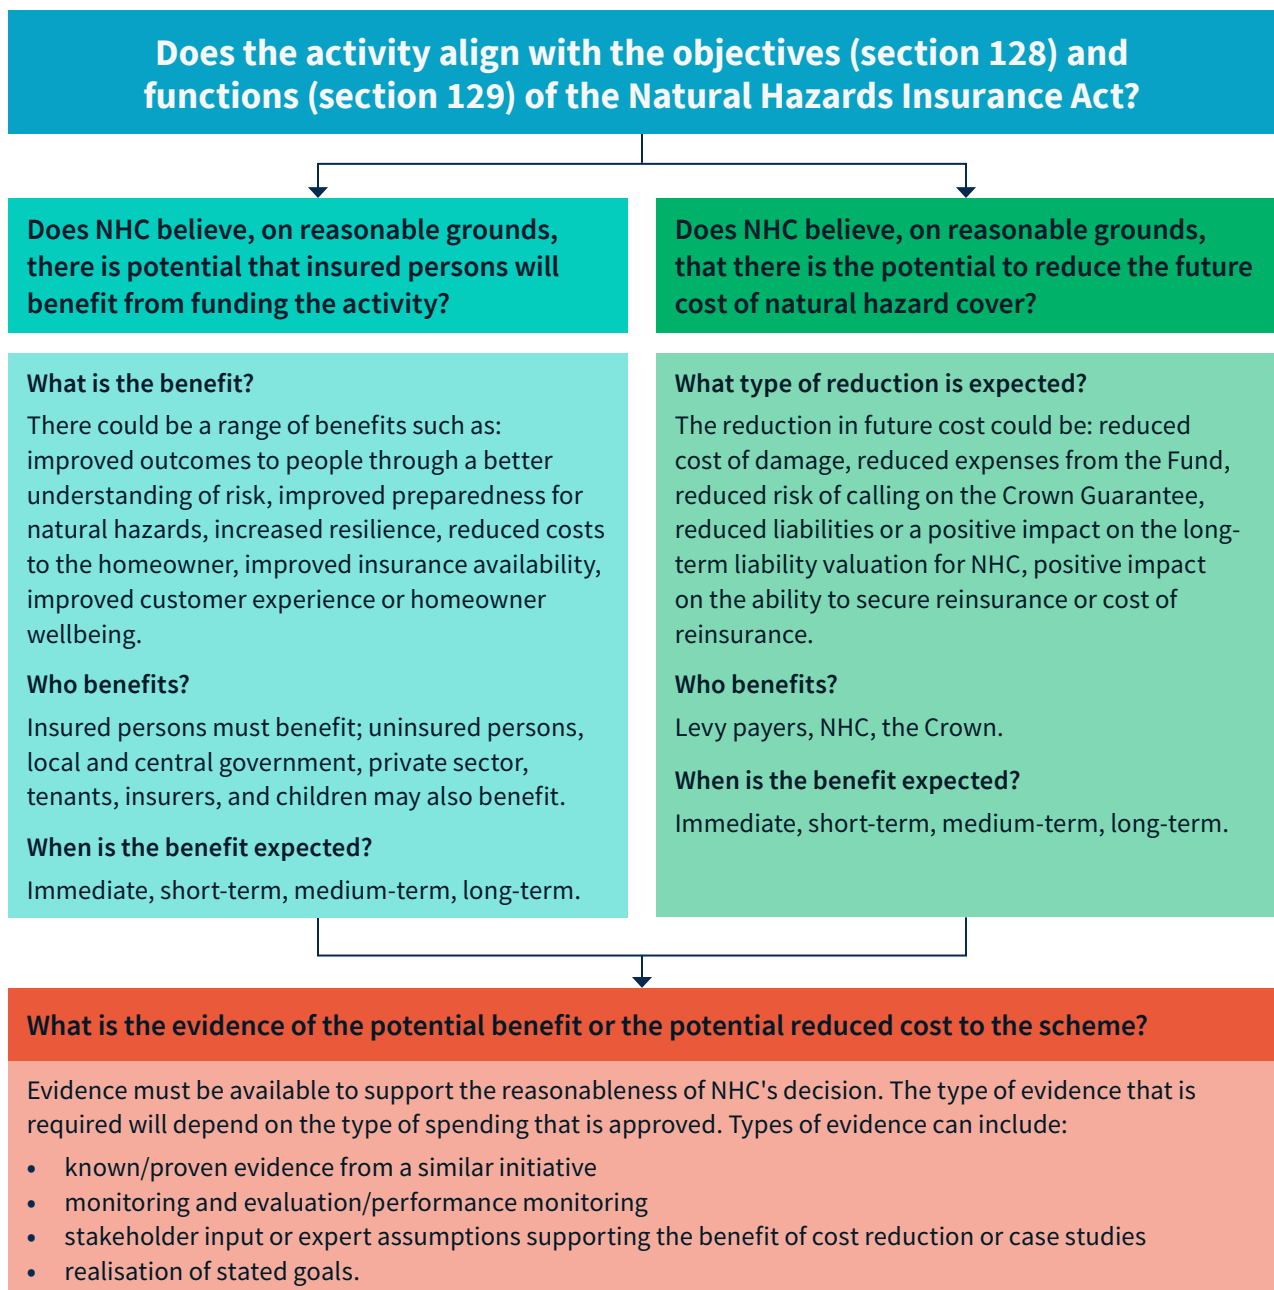 Does the activity align with the objectives (section 128) and
functions (section 129) of the Natural Hazards Insurance Act?
Does NHC believe, on reasonable grounds,
there is potential that insured persons will
benefit from funding the activity?
What is the benefit?
There could be a range of benefits such as:
improved outcomes to people through a better
understanding of risk, improved preparedness for
natural hazards, increased resilience, reduced costs
to the homeowner, improved insurance availability,
improved customer experience or homeowner
wellbeing.
Who benefits?
Insured persons must benefit; uninsured persons,
local and central government, private sector,
tenants, insurers, and children may also benefit.
When is the benefit expected?
Immediate, short-term, medium-term, long-term.
Does NHC believe, on reasonable grounds,
that there is the potential to reduce the future
cost of natural hazard cover?
What type of reduction is expected?
The reduction in future cost could be: reduced
cost of damage, reduced expenses from the Fund,
reduced risk of calling on the Crown Guarantee,
reduced liabilities or a positive impact on the long-
term liability valuation for NHC, positive impact
on the ability to secure reinsurance or cost of
reinsurance.
Who benefits?
Levy payers, NHC, the Crown.
When is the benefit expected?
Immediate, short-term, medium-term, long-term.
What is the evidence of the potential benefit or the potential reduced cost to the scheme?
Evidence must be available to support the reasonableness of NHC's decision. The type of evidence that is
required will depend on the type of spending that is approved. Types of evidence can include:
• known/proven evidence from a similar initiative
• monitoring and evaluation/performance monitoring
• stakeholder input or expert assumptions supporting the benefit of cost reduction or case studies
• realisation of stated goals.